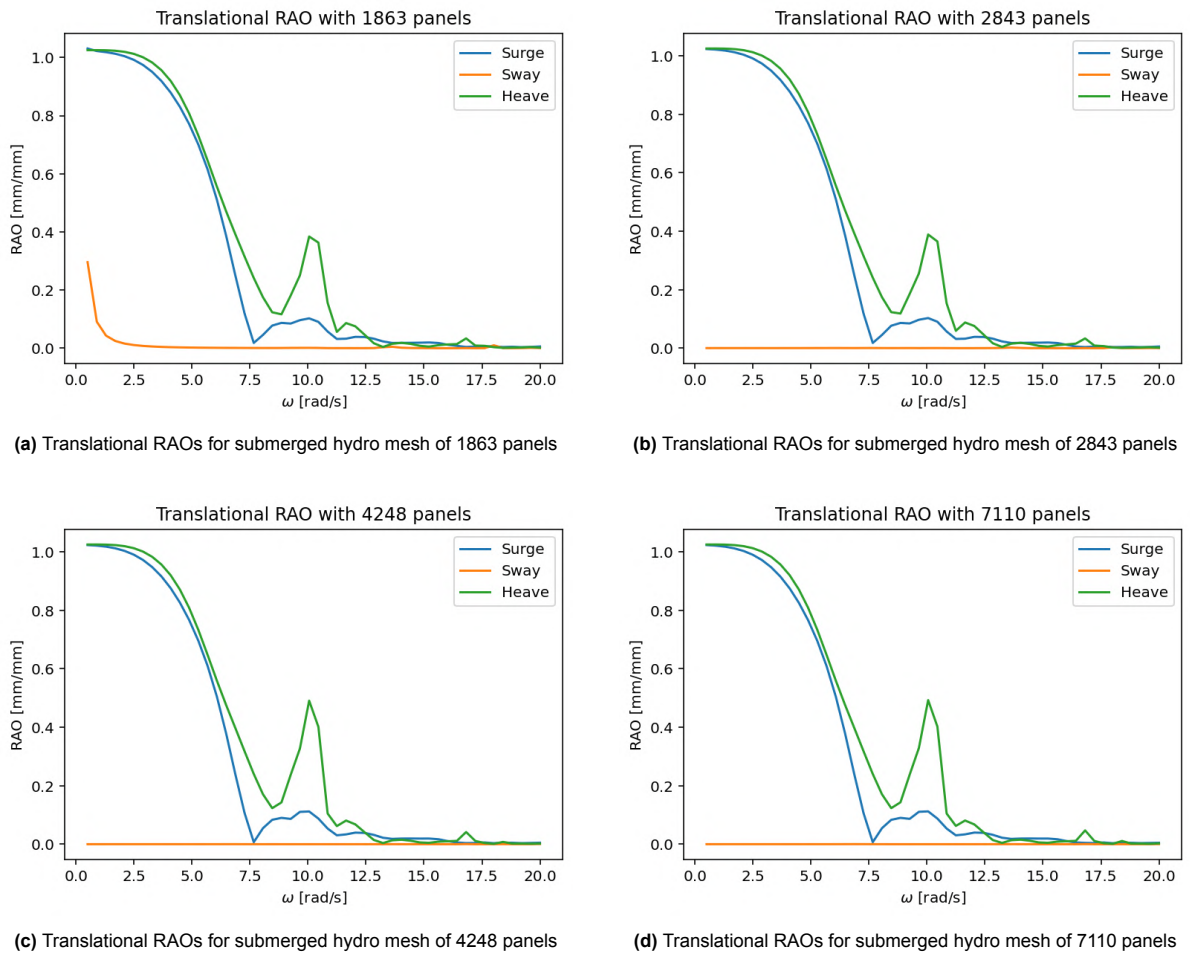 Translational RAO with 1863 panels
RAO [mm/mm]
1.0
0.8
0.6
0.4
0.2
0.0
Surge
Sway
Heave
0.0 2.5 5.0 7.5 10.0 12.5 15.0 17.5 20.0
ω [rad/s]
(a) Translational RAOs for submerged hydro mesh of 1863 panels
Translational RAO with 2843 panels
RAO [mm/mm]
1.0
0.8
0.6
0.4
0.2
0.0
Surge
Sway
Heave
0.0 2.5 5.0 7.5 10.0 12.5 15.0 17.5 20.0
ω [rad/s]
(b) Translational RAOs for submerged hydro mesh of 2843 panels
Translational RAO with 4248 panels
RAO [mm/mm]
1.0
0.8
0.6
0.4
0.2
0.0
Surge
Sway
Heave
0.0 2.5 5.0 7.5 10.0 12.5 15.0 17.5 20.0
ω [rad/s]
(c) Translational RAOs for submerged hydro mesh of 4248 panels
Translational RAO with 7110 panels
RAO [mm/mm]
1.0
0.8
0.6
0.4
0.2
0.0
Surge
Sway
Heave
0.0 2.5 5.0 7.5 10.0 12.5 15.0 17.5 20.0
ω [rad/s]
(d) Translational RAOs for submerged hydro mesh of 7110 panels